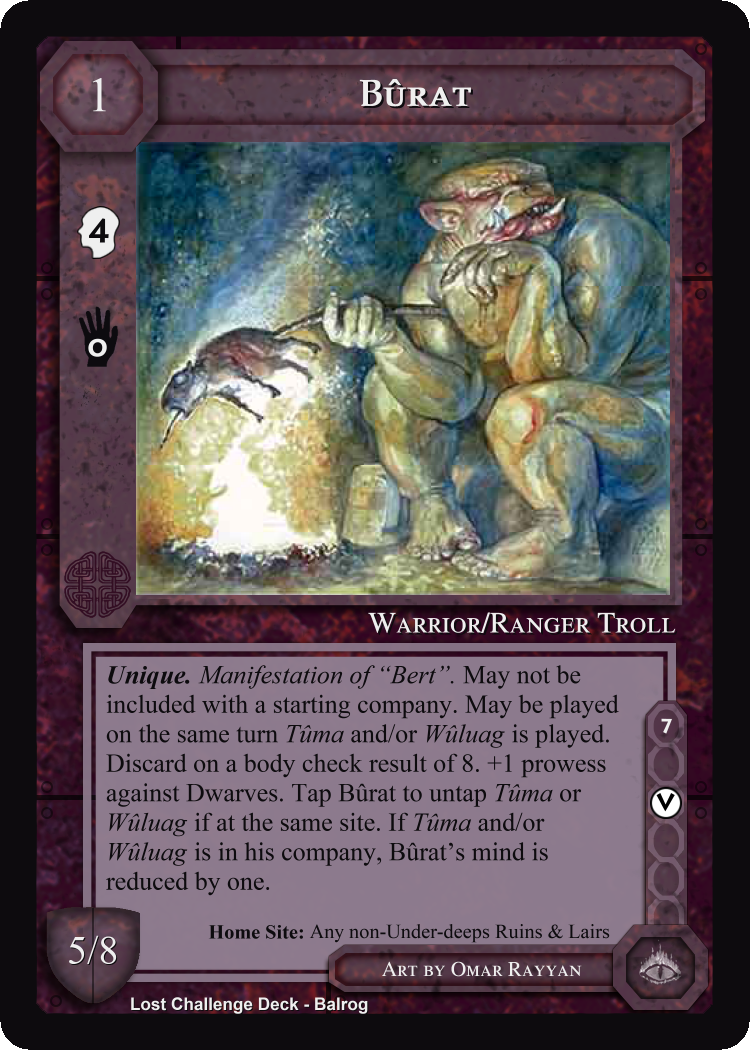 1
BÛRAT
4
0
WARRIOR/RANGER TROLL
Unique. Manifestation of “Bert”. May not be
included with a starting company. May be played
on the same turn Tûma and/or Wûluag is played.
Discard on a body check result of 8. +1 prowess
against Dwarves. Tap Bûrat to untap Tûma or
Wûluag if at the same site. If Tûma and/or
Wûluag is in his company, Bûrat’s mind is
reduced by one.
7
V
Home Site: Any non-Under-deeps Ruins & Lairs
5/8
ART BY OMAR RAYYAN
Lost Challenge Deck - Balrog